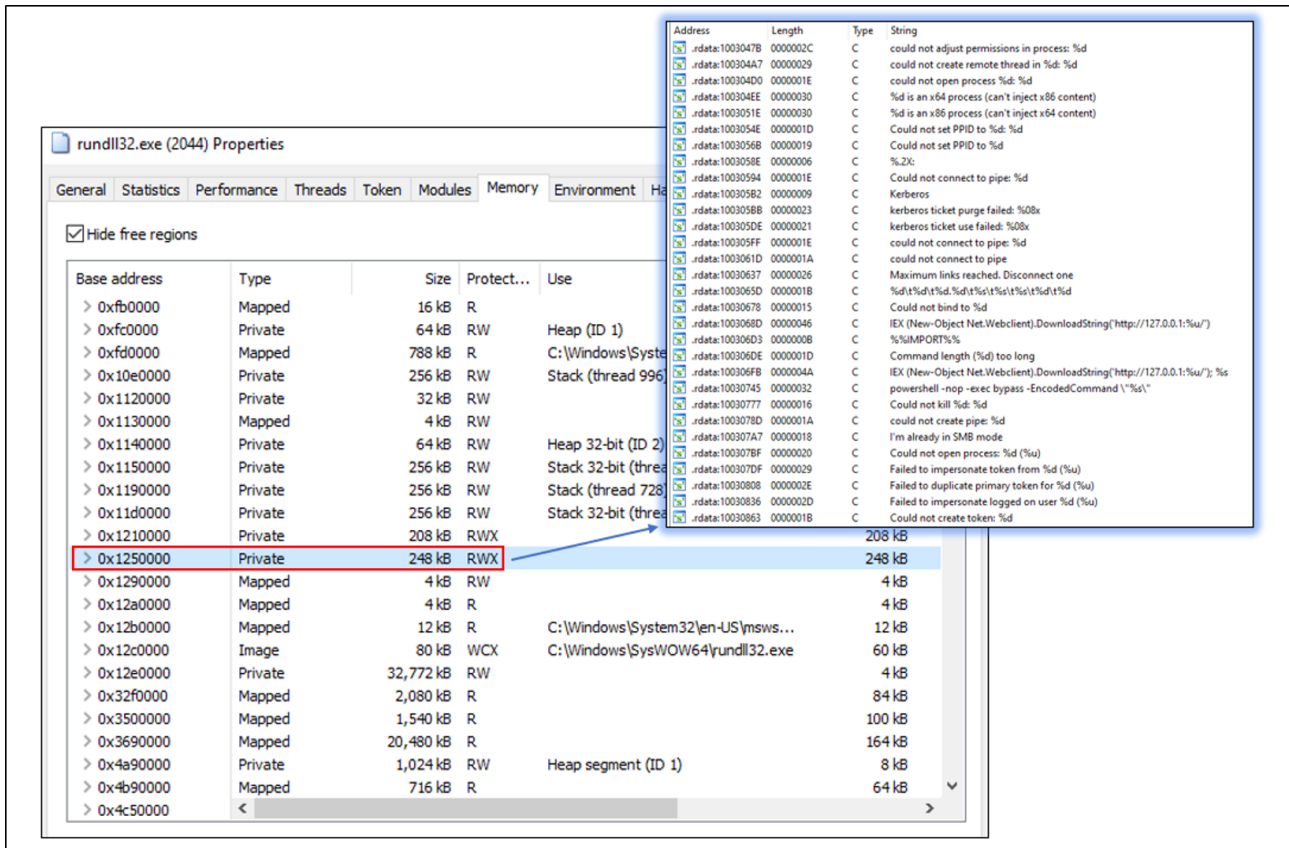 Address Length Type String
.rdata:1003047B 0000002C C could not adjust permissions in process: %d
.rdata:100304A7 00000029 C could not create remote thread in %d: %d
.rdata:100304D0 0000001E C could not open process %d: %d
.rdata:100304EE 00000030 C %d is an x64 process (can't inject x86 content)
.rdata:1003051E 00000030 C %d is an x86 process (can't inject x64 content)
.rdata:1003054E 0000001D C Could not set PPID to %d: %d
.rdata:1003056B 00000019 C Could not set PPID to %d
.rdata:1003058E 00000006 C %.2X:
.rdata:10030594 0000001E C Could not connect to pipe: %d
.rdata:100305B2 00000009 C Kerberos
.rdata:100305BB 00000023 C kerberos ticket purge failed: %08x
.rdata:100305DE 00000021 C kerberos ticket use failed: %08x
.rdata:100305FF 0000001E C could not connect to pipe: %d
.rdata:1003061D 0000001A C could not connect to pipe
.rdata:10030637 00000026 C Maximum links reached. Disconnect one
.rdata:1003065D 0000001B C %d\t%d\t%d.%d\t%s\t%s\t%s\t%d\t%d
.rdata:10030678 00000015 C Could not bind to %d
.rdata:1003068D 00000046 C IEX (New-Object Net.Webclient).DownloadString('http://127.0.0.1:%u/')
.rdata:100306D3 0000000B C %%IMPORT%%
.rdata:100306DE 0000001D C Command length (%d) too long
.rdata:100306FB 0000004A C IEX (New-Object Net.Webclient).DownloadString('http://127.0.0.1:%u/'); %s
.rdata:10030745 00000032 C powershell -nop -exec bypass -EncodedCommand \"%s\"
.rdata:10030777 00000016 C Could not kill %d: %d
.rdata:1003078D 0000001A C could not create pipe: %d
.rdata:100307A7 00000018 C I'm already in SMB mode
.rdata:100307BF 00000020 C Could not open process: %d (%u)
.rdata:100307DF 00000029 C Failed to impersonate token from %d (%u)
.rdata:10030808 0000002E C Failed to duplicate primary token for %d (%u)
.rdata:10030836 0000002D C Failed to impersonate logged on user %d (%u)
.rdata:10030863 0000001B C Could not create token: %d
rundll32.exe (2044) Properties
General Statistics Performance Threads Token Modules Memory Environment Ha
Hide free regions
Base address Type Size Protect... Use
0xfb0000 Mapped 16 kB R
0xfc0000 Private 64 kB RW Heap (ID 1)
0xfd0000 Mapped 788 kB R C:\Windows\Syste
0x10e0000 Private 256 kB RW Stack (thread 996)
0x1120000 Private 32 kB RW
0x1130000 Mapped 4 kB RW
0x1140000 Private 64 kB RW Heap 32-bit (ID 2)
0x1150000 Private 256 kB RW Stack 32-bit (threa
0x1190000 Private 256 kB RW Stack (thread 728)
0x11d0000 Private 256 kB RW Stack 32-bit (threa
0x1210000 Private 208 kB RWX 208 kB
0x1250000 Private 248 kB RWX 248 kB
0x1290000 Mapped 4 kB RW 4 kB
0x12a0000 Mapped 4 kB R 4 kB
0x12b0000 Mapped 12 kB R C:\Windows\System32\en-US\msws... 12 kB
0x12c0000 Image 80 kB WCX C:\Windows\SysWOW64\rundll32.exe 60 kB
0x12e0000 Private 32,772 kB RW 4 kB
0x32f0000 Mapped 2,080 kB R 84 kB
0x3500000 Mapped 1,540 kB R 100 kB
0x3690000 Mapped 20,480 kB R 164 kB
0x4a90000 Private 1,024 kB RW Heap segment (ID 1) 8 kB
0x4b90000 Mapped 716 kB R 64 kB
0x4c50000